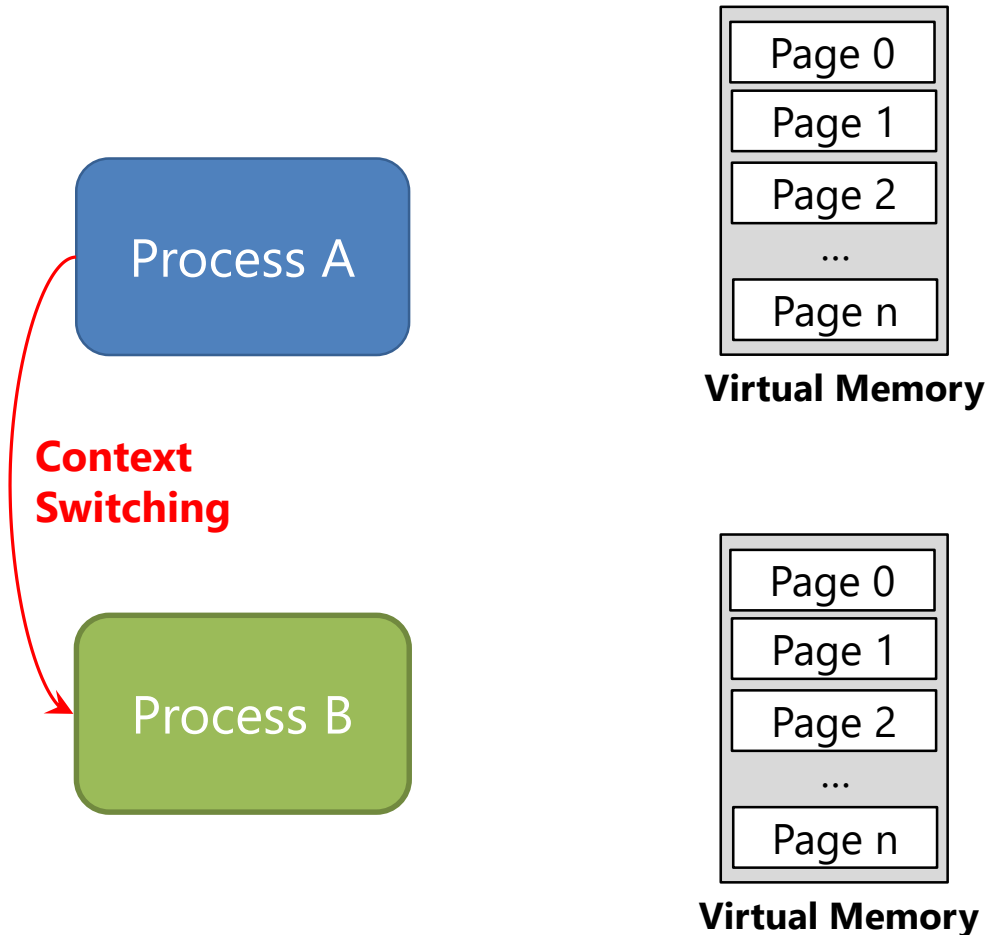 Process A
Context
Switching
Process B
Page 0
Page 1
Page 2
...
Page n
Virtual Memory
Page 0
Page 1
Page 2
...
Page n
Virtual Memory